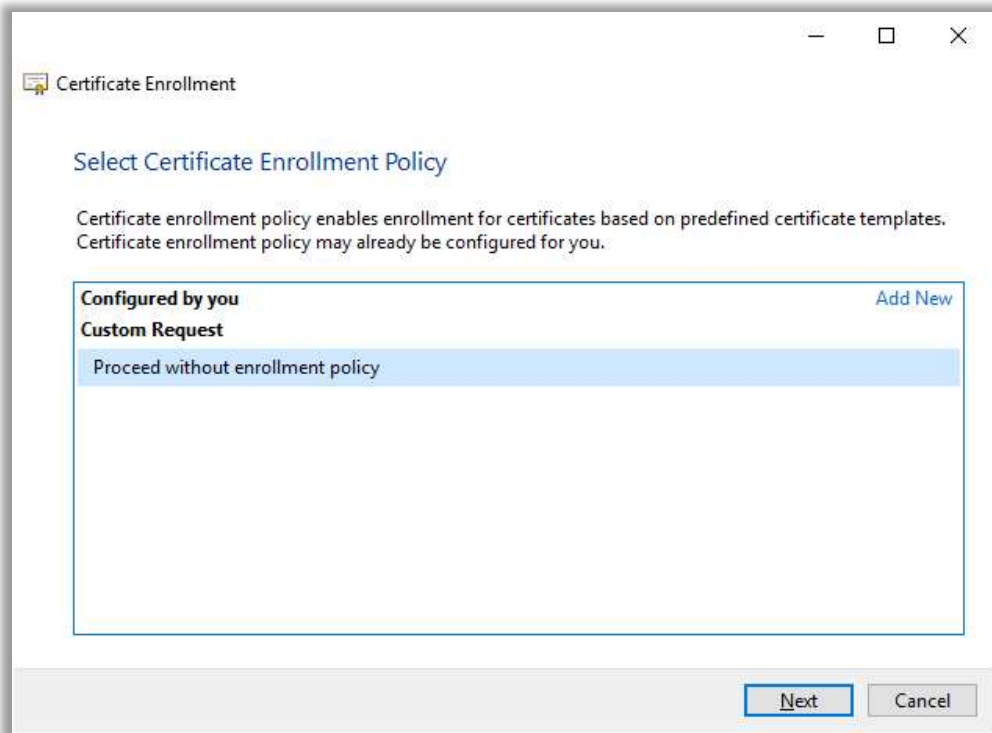 Certificate Enrollment
Select Certificate Enrollment Policy
Certificate enrollment policy enables enrollment for certificates based on predefined certificate templates.
Certificate enrollment policy may already be configured for you.
Configured by you Add New
Custom Request
Proceed without enrollment policy
Next Cancel